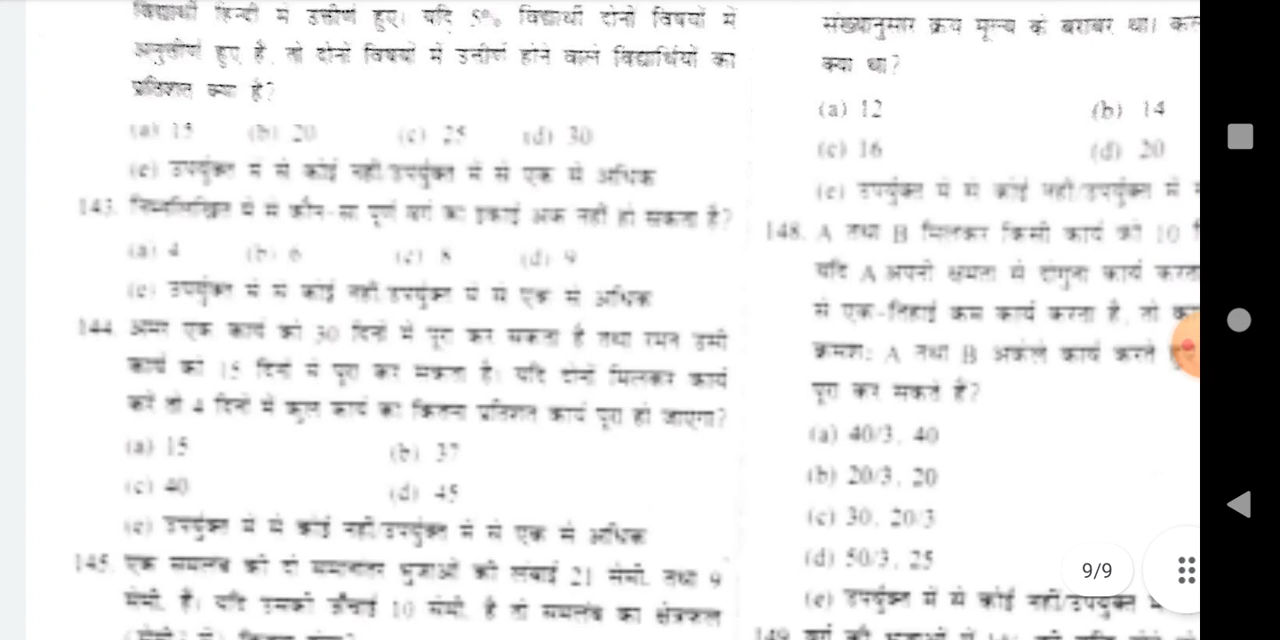 विद्यार्थी हिन्दी में उत्तीर्ण हुए। यदि 5% विद्यार्थी दोनों विषयों में
अनुत्तीर्ण हुए है, तो दोनों विषयों में उत्तीर्ण होने वाले विद्यार्थियों का
प्रतिशत क्या है?
(a) 15 (b) 20 (c) 25 (d) 30
(e) उपर्युक्त में से कोई नहीं/उपर्युक्त में से एक से अधिक
143. निम्नलिखित में से कौन-सा पूर्ण वर्ग का इकाई अंक नहीं हो सकता है?
(a) 4 (b) 6 (c) 8 (d) 9
(e) उपर्युक्त में से कोई नहीं/उपर्युक्त में से एक से अधिक
144. अमर एक कार्य को 30 दिनों में पूरा कर सकता है तथा रमन उसी
कार्य को 15 दिनों में पूरा कर सकता है। यदि दोनों मिलकर कार्य
करें तो 4 दिनों में कुल कार्य का कितना प्रतिशत कार्य पूरा हो जाएगा?
(a) 15 (b) 37
(c) 40 (d) 45
(e) उपर्युक्त में से कोई नहीं/उपर्युक्त में से एक से अधिक
145. एक समलंब की दो समानांतर भुजाओं की लंबाई 21 सेमी. तथा 9
सेमी. है। यदि उसकी ऊँचाई 10 सेमी. है तो समलंब का क्षेत्रफल
संख्यानुसार क्रय मूल्य के बराबर था।
क्या था?
(a) 12 (b) 14
(c) 16 (d) 20
(e) उपर्युक्त में से कोई नहीं/उपर्युक्त में
148. A तथा B मिलकर किसी कार्य को 10
यदि A अपनी क्षमता से दोगुना कार्य करता
से एक-तिहाई कम कार्य करता है, तो
क्रमश: A तथा B अकेले कार्य करते
पूरा कर सकते है?
(a) 40/3, 40
(b) 20/3, 20
(c) 30, 20/3
(d) 50/3, 25
(e) उपर्युक्त में से कोई नहीं/उपर्युक्त
149.
9/9